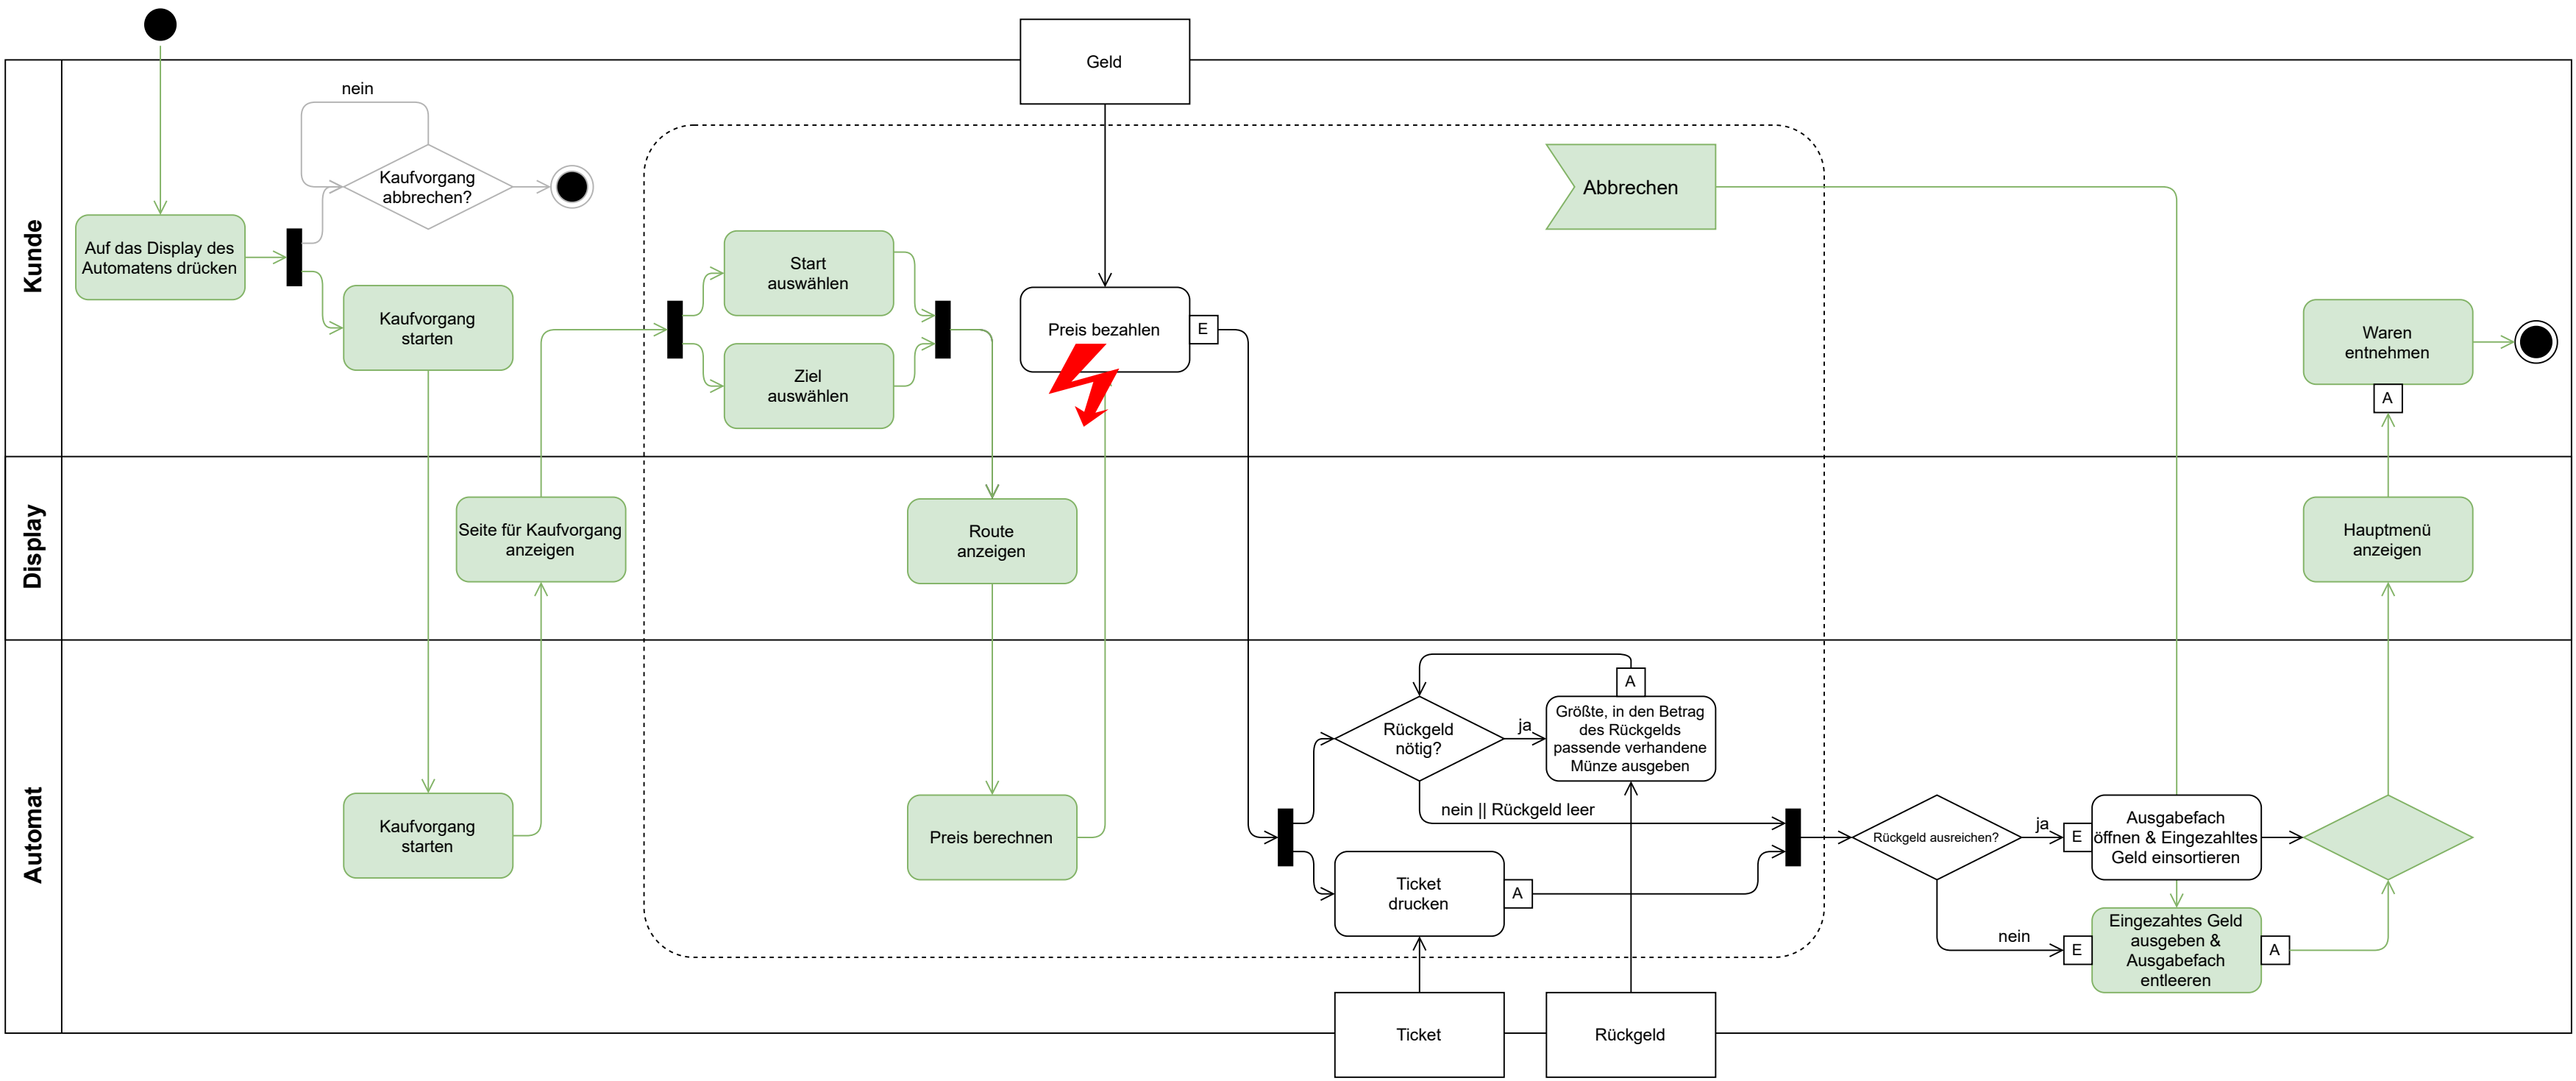 Geld
Kunde
nein
Kaufvorgang
abbrechen?
Abbrechen
Auf das Display des
Automatens drücken
Kaufvorgang
starten
Start
auswählen
Ziel
auswählen
Preis bezahlen
E
Waren
entnehmen
A
Display
Seite für Kaufvorgang
anzeigen
Route
anzeigen
Hauptmenü
anzeigen
Automat
Kaufvorgang
starten
Preis berechnen
Rückgeld
nötig?
ja
A
Größte, in den Betrag
des Rückgelds
passende verhandene
Münze ausgeben
nein || Rückgeld leer
Ticket
drucken
A
Rückgeld ausreichen?
ja
E
Ausgabefach
öffnen & Eingezahltes
Geld einsortieren
nein
E
Eingezahtes Geld
ausgeben &
Ausgabefach
entleeren
A
Ticket
Rückgeld